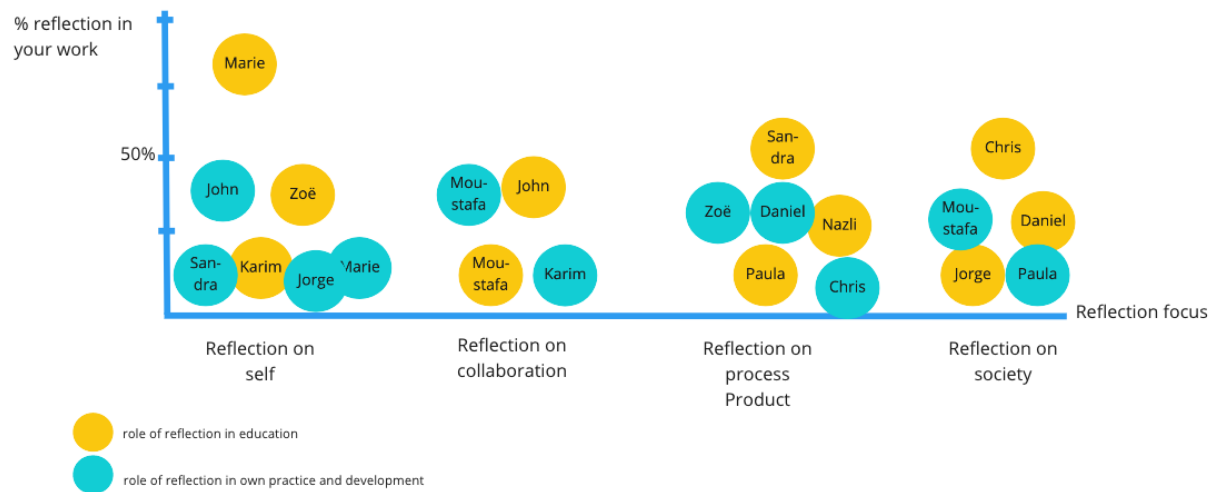 % reflection in
your work
50%
Marie
John
Zoë
San-
dra
Karim
Jorge
Marie
Mou-
stafa
John
Mou-
stafa
Karim
San-
dra
Zoë
Daniel
Nazli
Paula
Chris
Chris
Mou-
stafa
Daniel
Jorge
Paula
Reflection focus
Reflection on
self
Reflection on
collaboration
Reflection on
process
Product
Reflection on
society
role of reflection in education
role of reflection in own practice and development